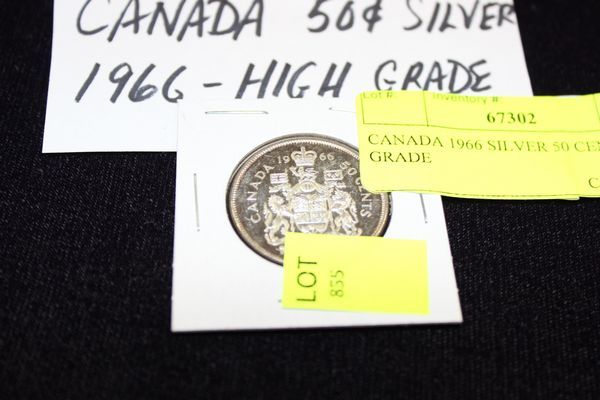 CANADA 50¢ SILVER
1966 - HIGH GRADE
Lot #: Inventory #:
67302
CANADA 1966 SILVER 50 CEN
GRADE
C
CANADA 1966 50 CENTS
LOT
855